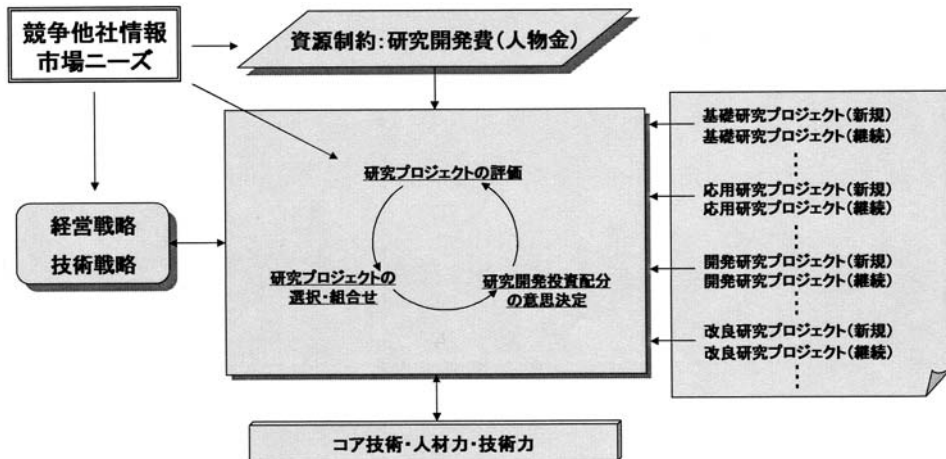 競争他社情報
市場ニーズ
資源制約:研究開発費(人物金)
経営戦略
技術戦略
研究プロジェクトの評価
研究プロジェクトの
選択・組合せ
研究開発投資配分
の意思決定
基礎研究プロジェクト(新規)
基礎研究プロジェクト(継続)
応用研究プロジェクト(新規)
応用研究プロジェクト(継続)
開発研究プロジェクト(新規)
開発研究プロジェクト(継続)
改良研究プロジェクト(新規)
改良研究プロジェクト(継続)
コア技術・人材力・技術力